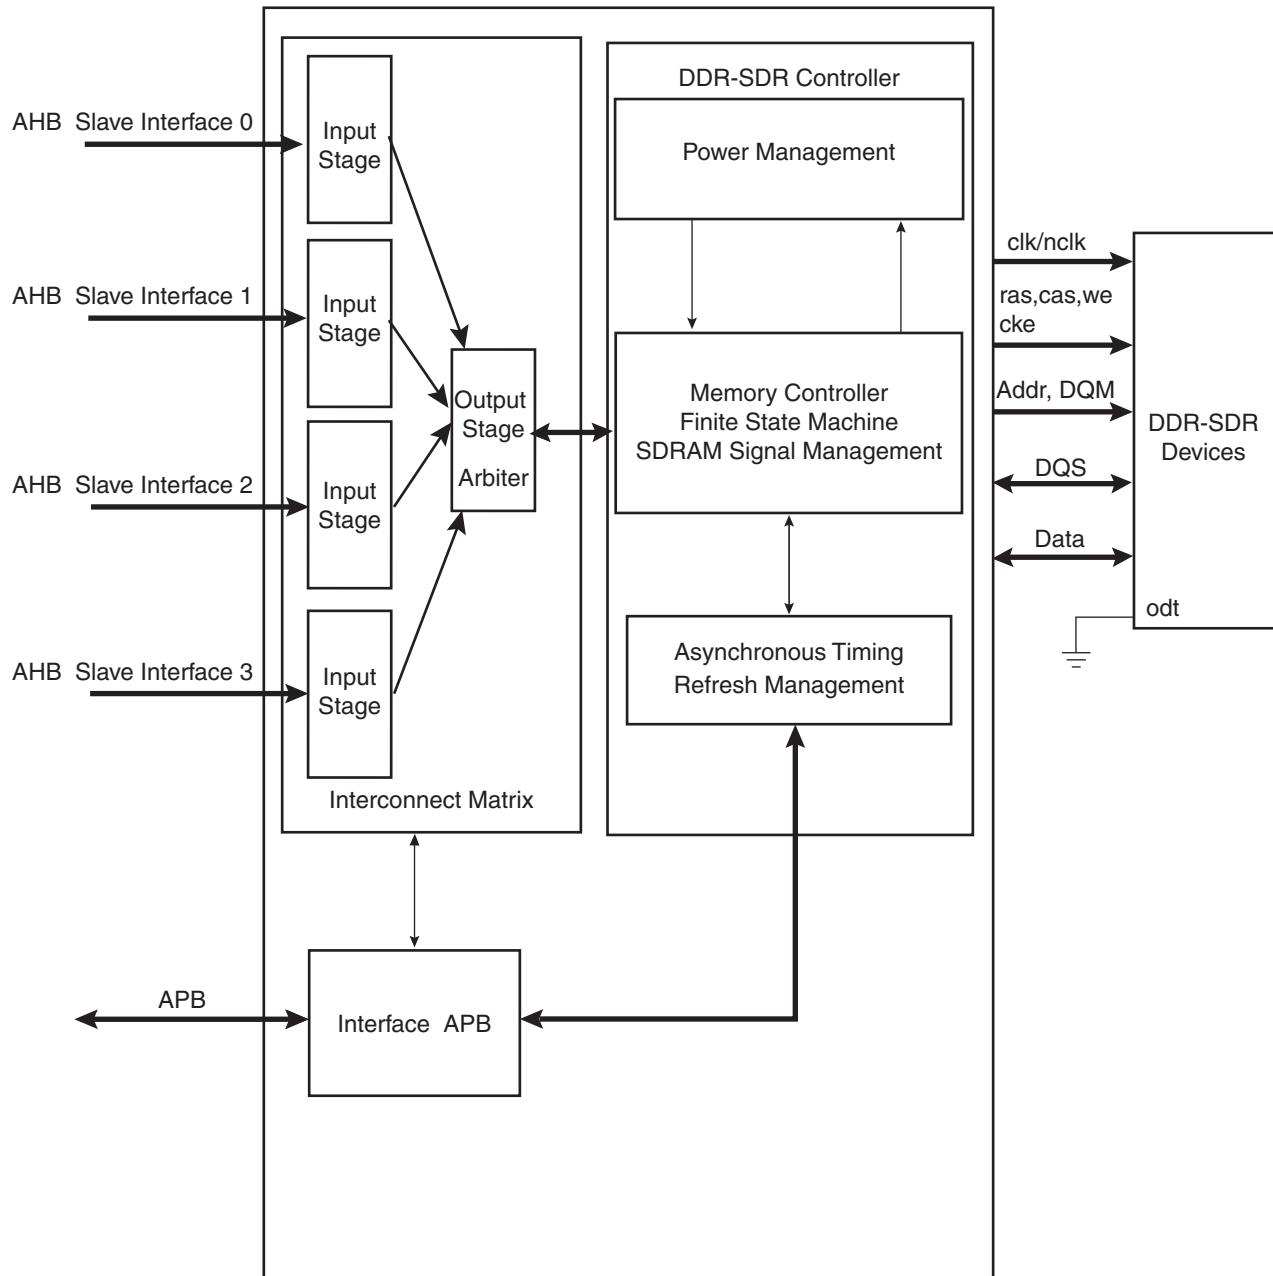 AHB Slave Interface 0
Input
Stage
AHB Slave Interface 1
Input
Stage
AHB Slave Interface 2
Input
Stage
AHB Slave Interface 3
Input
Stage
Output
Stage
Arbiter
Interconnect Matrix
DDR-SDR Controller
Power Management
Memory Controller
Finite State Machine
SDRAM Signal Management
Asynchronous Timing
Refresh Management
clk/nclk
ras,cas,we
cke
Addr, DQM
DQS
Data
odt
DDR-SDR
Devices
APB
Interface APB